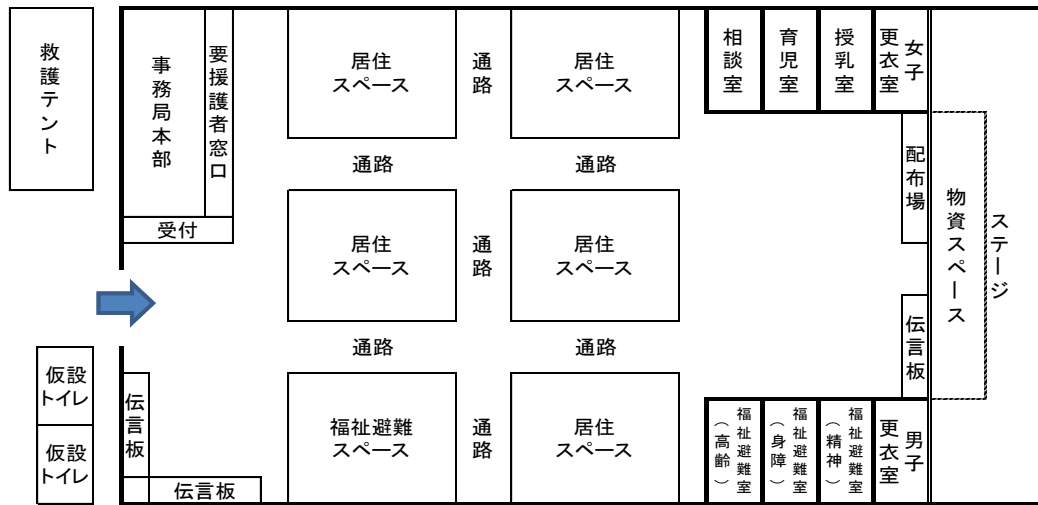 救護テント
事務局本部
要援護者窓口
受付
居住
スペース
通路
居住
スペース
相談室
育児室
授乳室
女子
更衣室
通路
通路
配布場
物資スペース
ステージ
居住
スペース
通路
居住
スペース
通路
通路
伝言板
仮設
トイレ
仮設
トイレ
伝言板
伝言板
福祉避難
スペース
通路
居住
スペース
福祉避難室
（高齢）
福祉避難室
（身障）
福祉避難室
（精神）
男子
更衣室